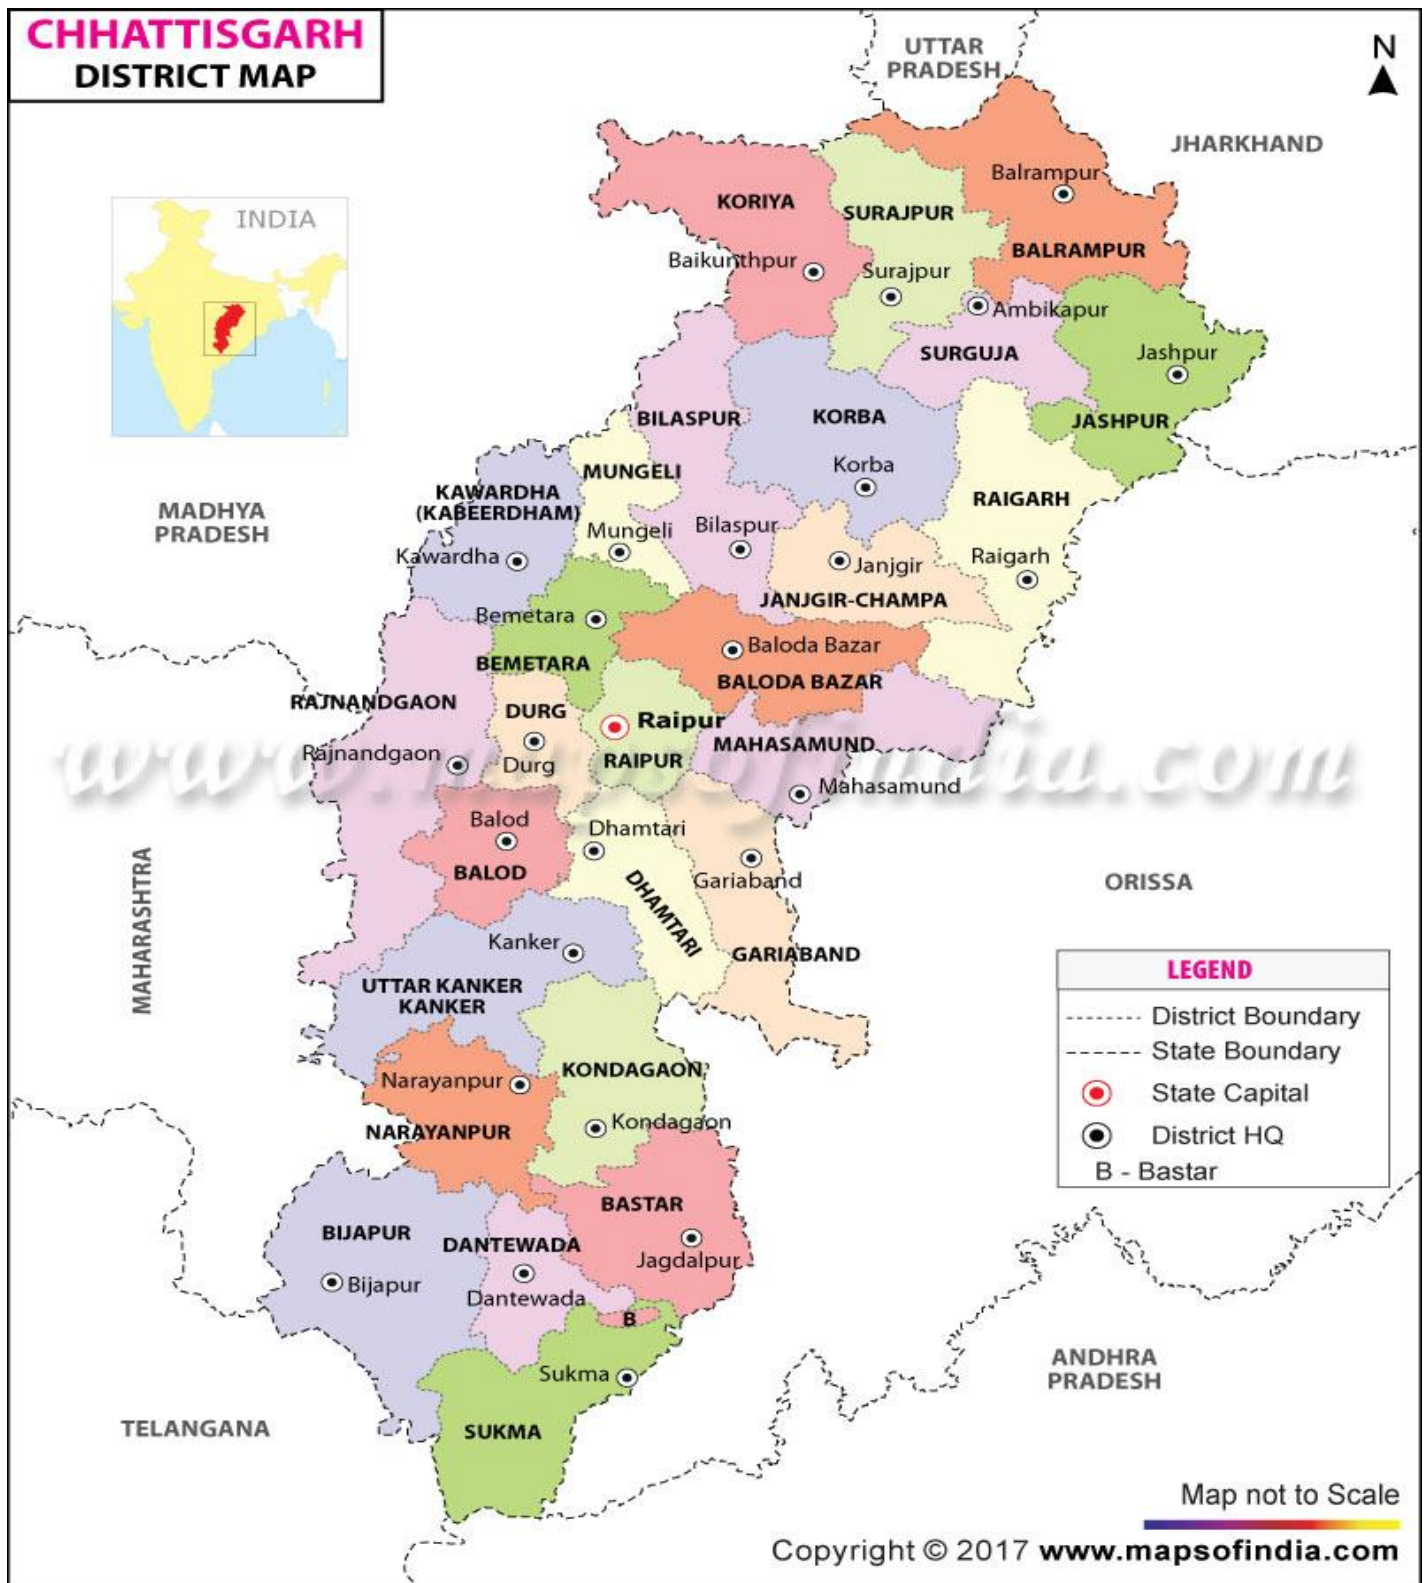 CHHATTISGARH
DISTRICT MAP
N
UTTAR
PRADESH
JHARKHAND
INDIA
Balrampur
KORIYA
SURAJPUR
BALRAMPUR
Baikunthpur
Surajpur
Ambikapur
SURGUJA
Jashpur
BILASPUR
KORBA
JASHPUR
MUNGELI
Korba
KAWARDHA
(KABEERDHAM)
RAIGARH
MADHYA
PRADESH
Mungeli
Bilaspur
Kawardha
Janjgir
Raigarh
JANJGIR-CHAMPA
Bemetara
Baloda Bazar
BEMETARA
BALODA BAZAR
RAJNANDGAON
DURG
Raipur
MAHASAMUND
Rajnandgaon
Durg
RAIPUR
www.mapsofindia.com
Mahasamund
Balod
Dhamtari
BALOD
Gariaband
ORISSA
MAHARASHTRA
DHAMTARI
Kanker
GARIABAND
UTTAR KANKER
KANKER
LEGEND
District Boundary
State Boundary
State Capital
District HQ
B - Bastar
KONDAGAON
Narayanpur
Kondagaon
NARAYANPUR
BASTAR
BIJAPUR
DANTEWADA
Jagdalpur
Bijapur
Dantewada
B
Sukma
ANDHRA
PRADESH
TELANGANA
SUKMA
Map not to Scale
Copyright © 2017 www.mapsofindia.com